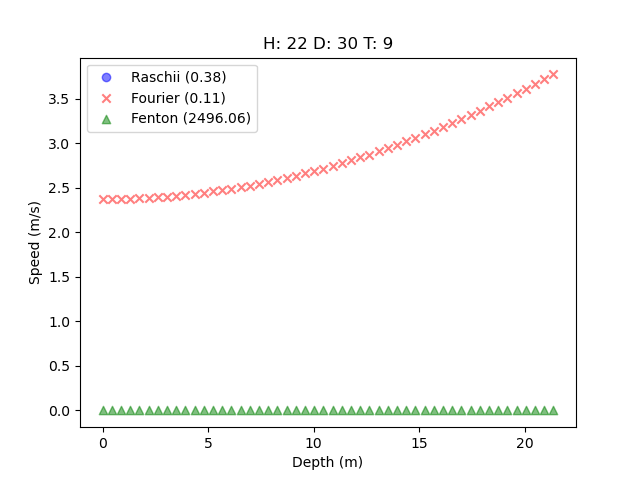 H: 22 D: 30 T: 9
Raschii (0.38)
Fourier (0.11)
Fenton (2496.06)
3.5
3.0
2.5
2.0
1.5
1.0
0.5
0.0
Speed (m/s)
0 5 10 15 20
Depth (m)